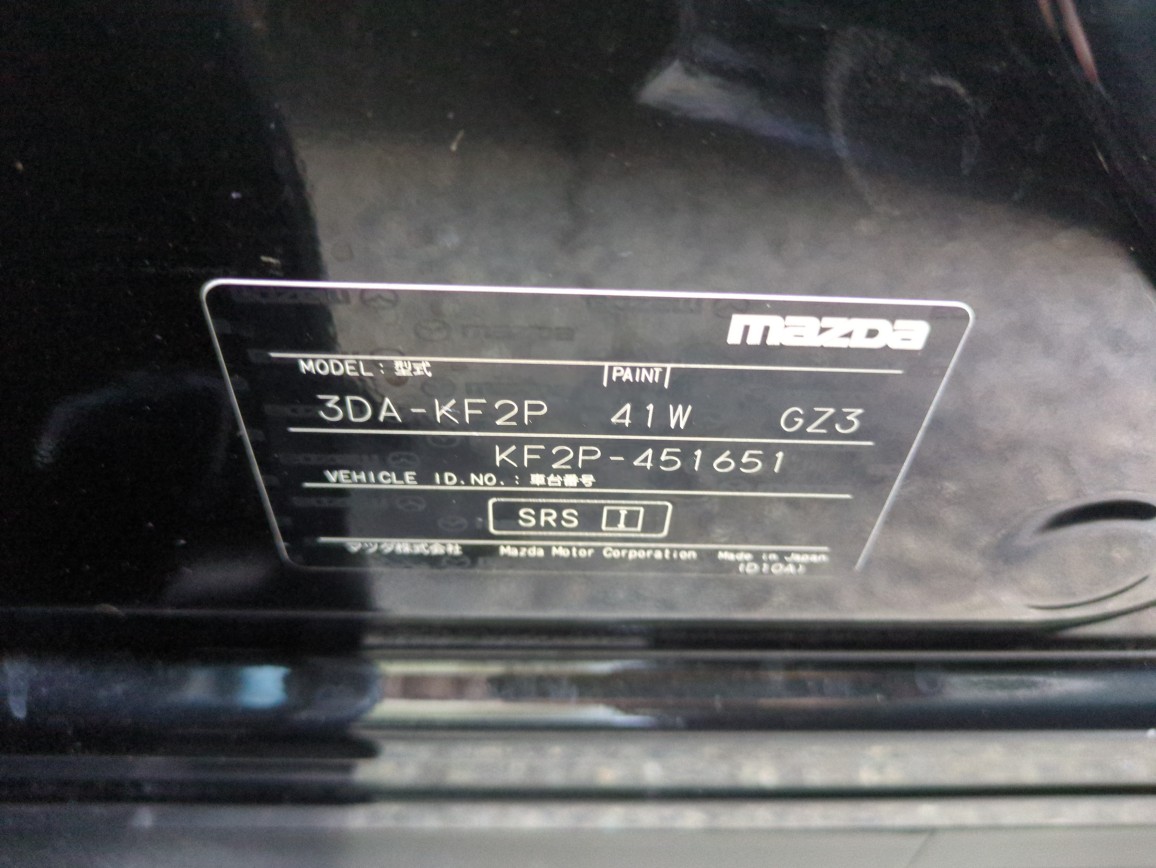 mazda
MODEL : 型式 PAINT
3DA-KF2P 41W GZ3
KF2P-451651
VEHICLE ID. NO. : 車台番号
SRS I
マツダ株式会社 Mazda Motor Corporation Made in Japan
(D10A)